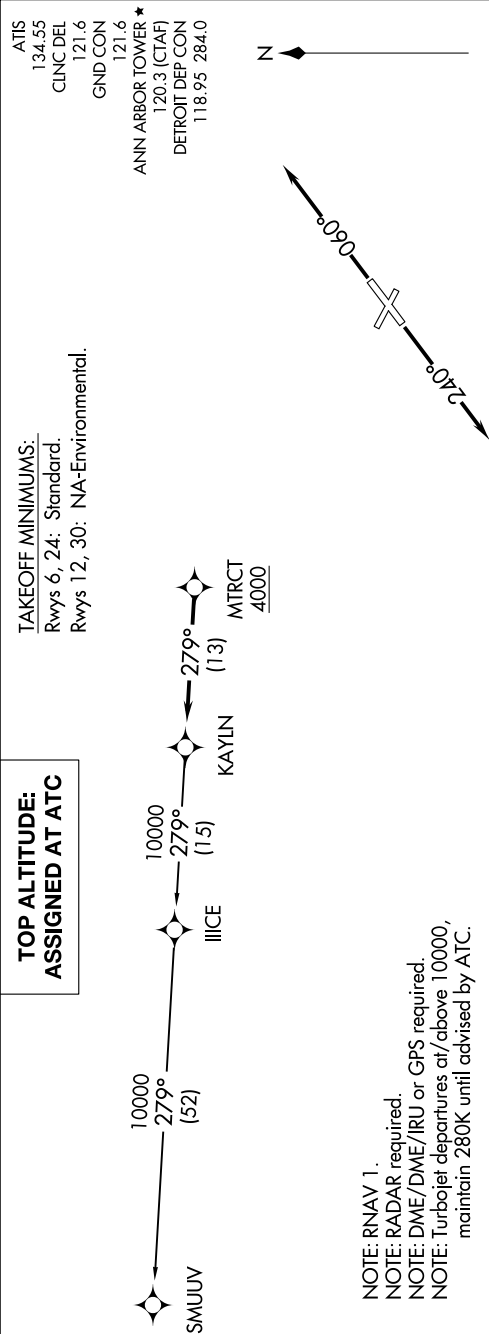 TOP ALTITUDE:
ASSIGNED AT ATC
TAKEOFF MINIMUMS:
Rwys 6, 24: Standard.
Rwys 12, 30: NA-Environmental.
ATIS
134.55
CLNC DEL
121.6
GND CON
121.6
ANN ARBOR TOWER ★
120.3 (CTAF)
DETROIT DEP CON
118.95 284.0
N
SMUUV
10000
279°
(52)
IIICE
10000
279°
(15)
KAYLN
279°
(13)
MTRCT
4000
240°
060°
NOTE: RNAV 1.
NOTE: RADAR required.
NOTE: DME/DME/IRU or GPS required.
NOTE: Turbojet departures at/above 10000,
maintain 280K until advised by ATC.